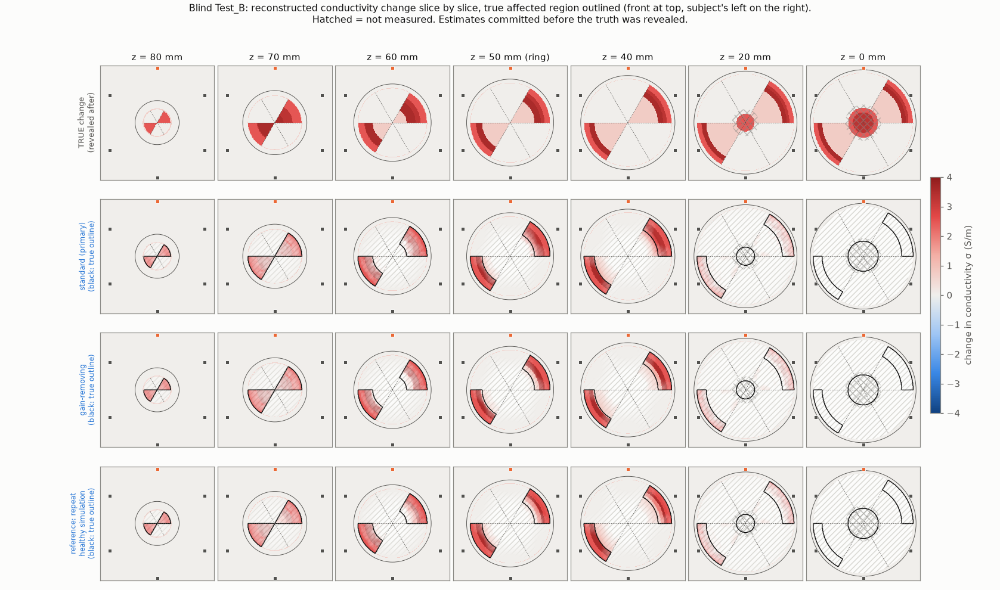 Blind Test_B: reconstructed conductivity change slice by slice, true affected region outlined (front at top, subject's left on the right).
Hatched = not measured. Estimates committed before the truth was revealed.
z = 80 mm
z = 70 mm
z = 60 mm
z = 50 mm (ring)
z = 40 mm
z = 20 mm
z = 0 mm
TRUE change
(revealed after)
standard (primary)
(black: true outline)
gain-removing
(black: true outline)
reference: repeat
healthy simulation
(black: true outline)
4
3
2
1
0
−1
−2
−3
−4
change in conductivity σ (S/m)